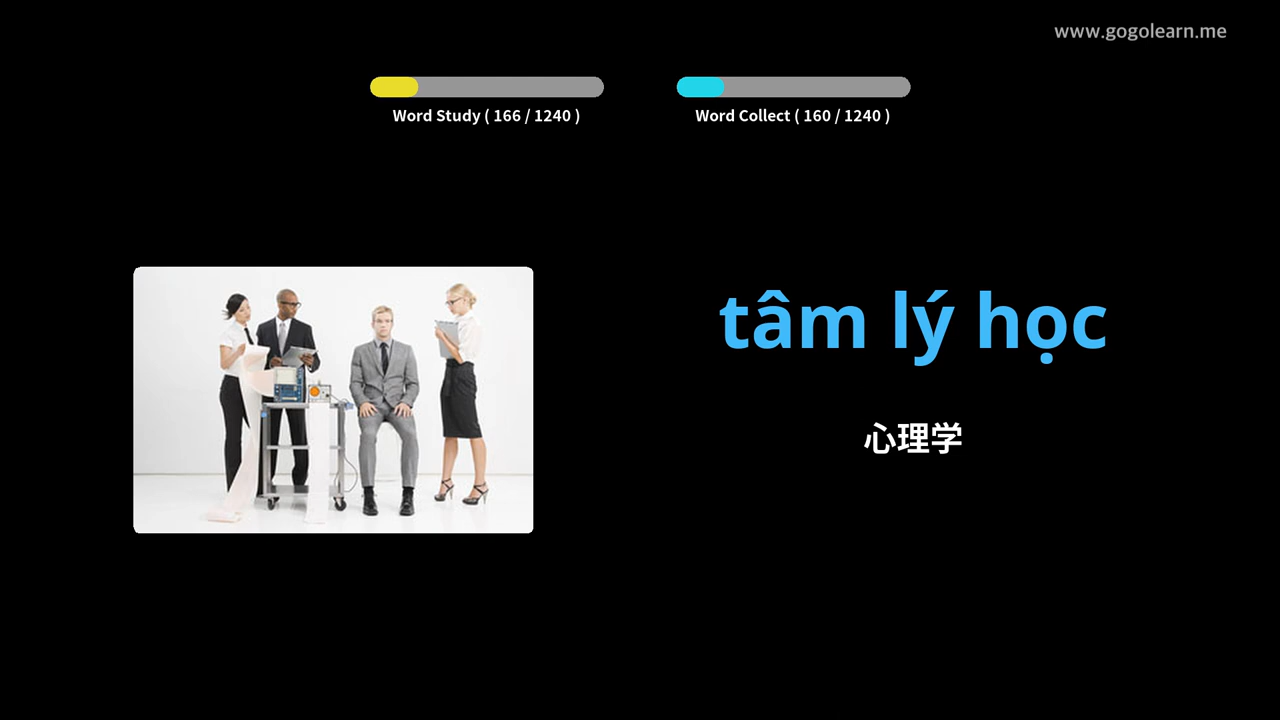 www.gogolearn.me
Word Study ( 166 / 1240 )
Word Collect ( 160 / 1240 )
tâm lý học
心理学